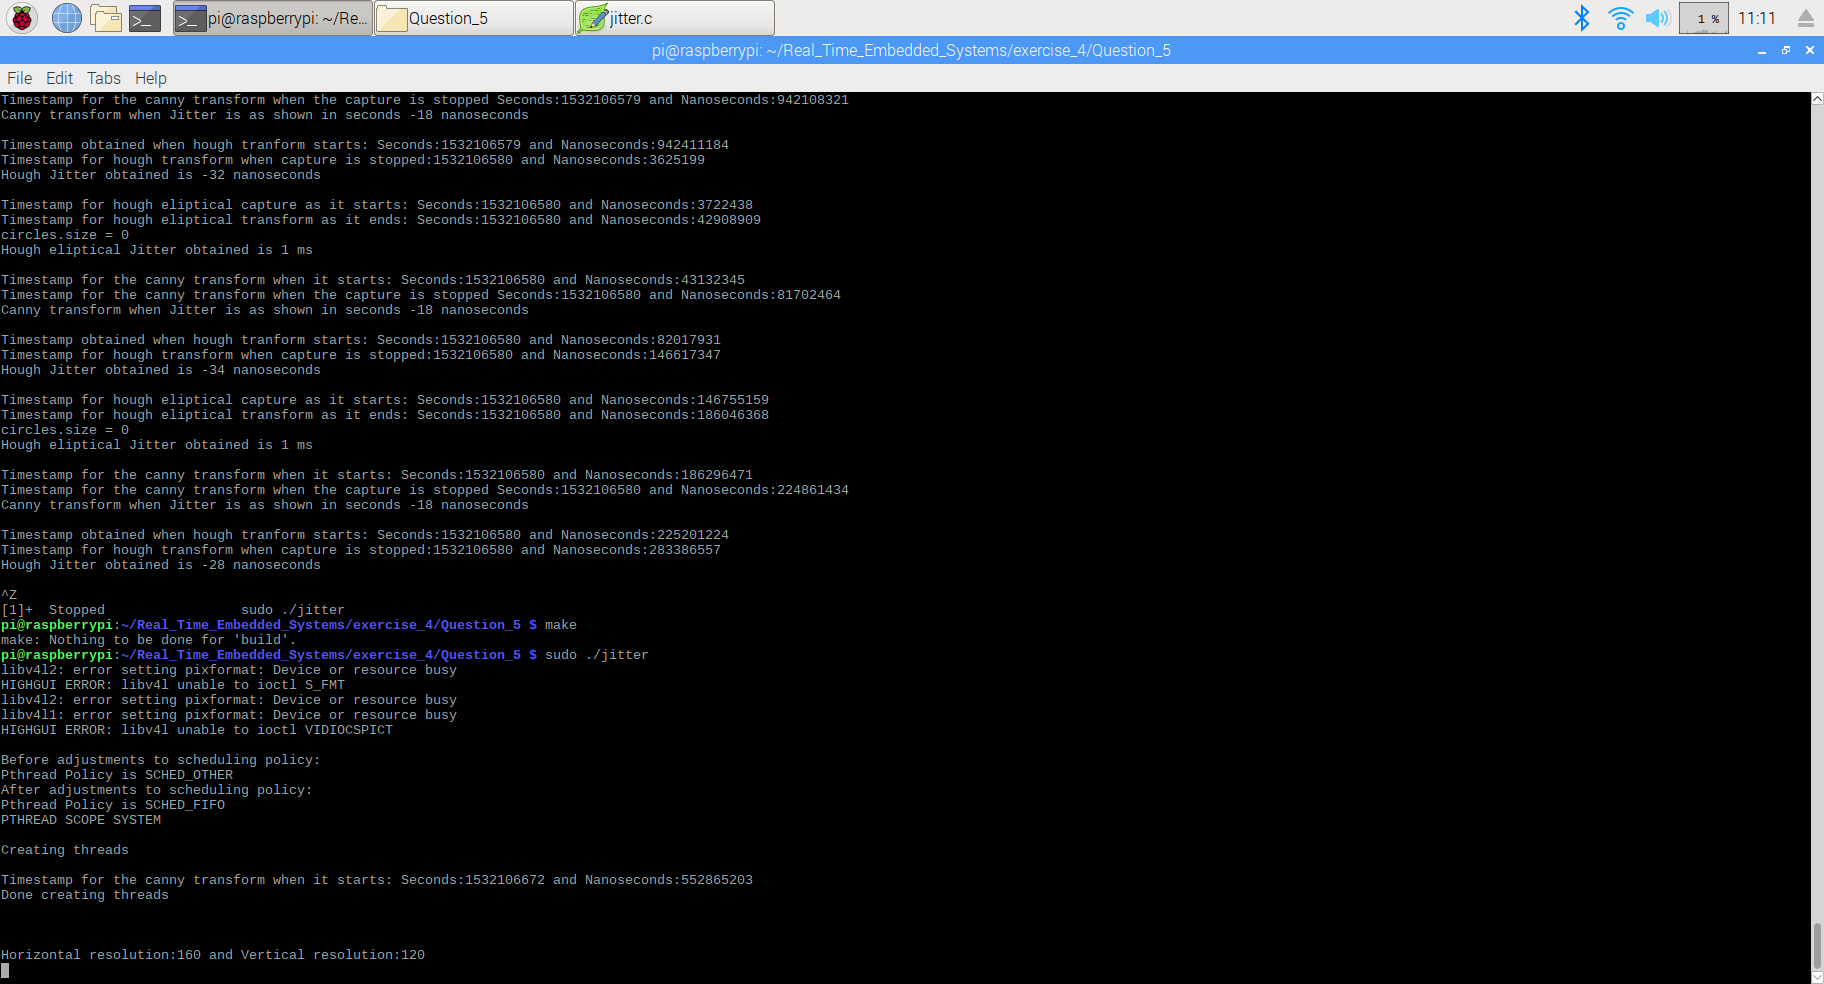 pi@raspberrypi: ~/Re... Question_5 jitter.c 1 % 11:11
pi@raspberrypi: ~/Real_Time_Embedded_Systems/exercise_4/Question_5
File Edit Tabs Help
Timestamp for the canny transform when the capture is stopped Seconds:1532106579 and Nanoseconds:942108321
Canny transform when Jitter is as shown in seconds -18 nanoseconds
Timestamp obtained when hough tranform starts: Seconds:1532106579 and Nanoseconds:942411184
Timestamp for hough transform when capture is stopped:1532106580 and Nanoseconds:3625199
Hough Jitter obtained is -32 nanoseconds
Timestamp for hough eliptical capture as it starts: Seconds:1532106580 and Nanoseconds:3722438
Timestamp for hough eliptical transform as it ends: Seconds:1532106580 and Nanoseconds:42908909
circles.size = 0
Hough eliptical Jitter obtained is 1 ms
Timestamp for the canny transform when it starts: Seconds:1532106580 and Nanoseconds:43132345
Timestamp for the canny transform when the capture is stopped Seconds:1532106580 and Nanoseconds:81702464
Canny transform when Jitter is as shown in seconds -18 nanoseconds
Timestamp obtained when hough tranform starts: Seconds:1532106580 and Nanoseconds:82017931
Timestamp for hough transform when capture is stopped:1532106580 and Nanoseconds:146617347
Hough Jitter obtained is -34 nanoseconds
Timestamp for hough eliptical capture as it starts: Seconds:1532106580 and Nanoseconds:146755159
Timestamp for hough eliptical transform as it ends: Seconds:1532106580 and Nanoseconds:186046368
circles.size = 0
Hough eliptical Jitter obtained is 1 ms
Timestamp for the canny transform when it starts: Seconds:1532106580 and Nanoseconds:186296471
Timestamp for the canny transform when the capture is stopped Seconds:1532106580 and Nanoseconds:224861434
Canny transform when Jitter is as shown in seconds -18 nanoseconds
Timestamp obtained when hough tranform starts: Seconds:1532106580 and Nanoseconds:225201224
Timestamp for hough transform when capture is stopped:1532106580 and Nanoseconds:283386557
Hough Jitter obtained is -28 nanoseconds
^Z
[1]+  Stopped                 sudo ./jitter
pi@raspberrypi:~/Real_Time_Embedded_Systems/exercise_4/Question_5 $ make
make: Nothing to be done for 'build'.
pi@raspberrypi:~/Real_Time_Embedded_Systems/exercise_4/Question_5 $ sudo ./jitter
libv4l2: error setting pixformat: Device or resource busy
HIGHGUI ERROR: libv4l unable to ioctl S_FMT
libv4l2: error setting pixformat: Device or resource busy
libv4l1: error setting pixformat: Device or resource busy
HIGHGUI ERROR: libv4l unable to ioctl VIDIOCSPICT
Before adjustments to scheduling policy:
Pthread Policy is SCHED_OTHER
After adjustments to scheduling policy:
Pthread Policy is SCHED_FIFO
PTHREAD SCOPE SYSTEM
Creating threads
Timestamp for the canny transform when it starts: Seconds:1532106672 and Nanoseconds:552865203
Done creating threads
Horizontal resolution:160 and Vertical resolution:120